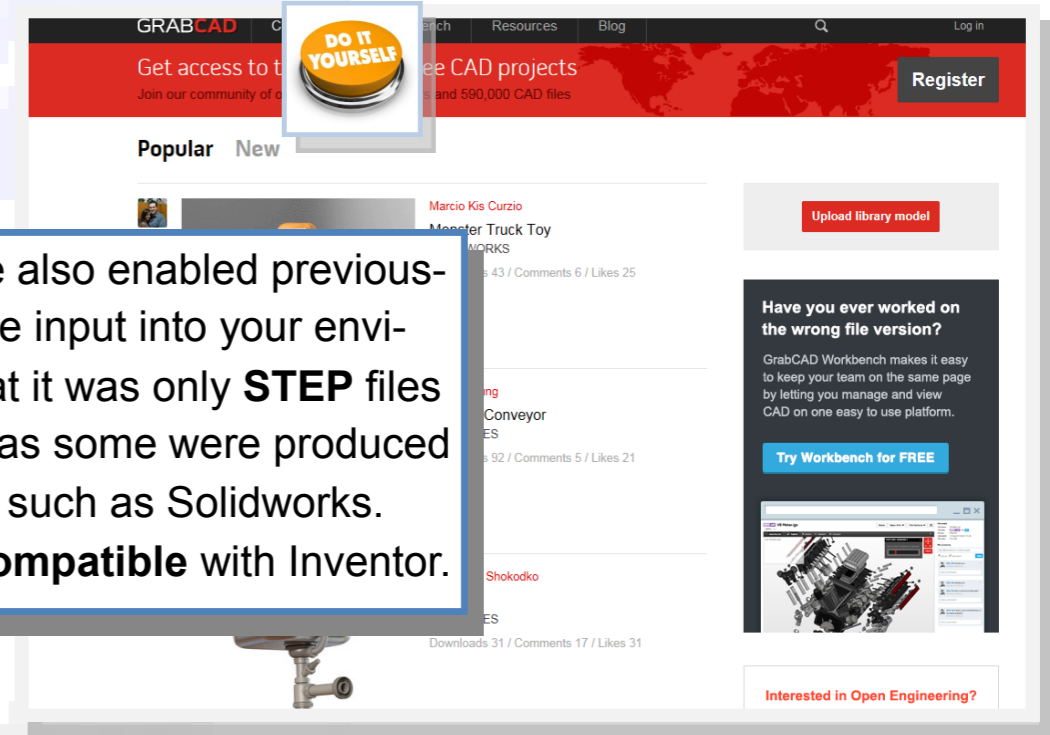 GRABCAD Resources Blog Log in
DO IT
YOURSELF
Get access to t ee CAD projects
Join our community of o s and 590,000 CAD files
Register
Popular New
Marcio Kis Curzio
Monster Truck Toy
WORKS
s 43 / Comments 6 / Likes 25
Upload library model
e also enabled previous-
e input into your envi-
at it was only STEP files
as some were produced
such as Solidworks.
ompatible with Inventor.
ng
Conveyor
ES
s 92 / Comments 5 / Likes 21
Shokodko
ES
Downloads 31 / Comments 17 / Likes 31
Have you ever worked on
the wrong file version?
GrabCAD Workbench makes it easy
to keep your team on the same page
by letting you manage and view
CAD on one easy to use platform.
Try Workbench for FREE
Interested in Open Engineering?